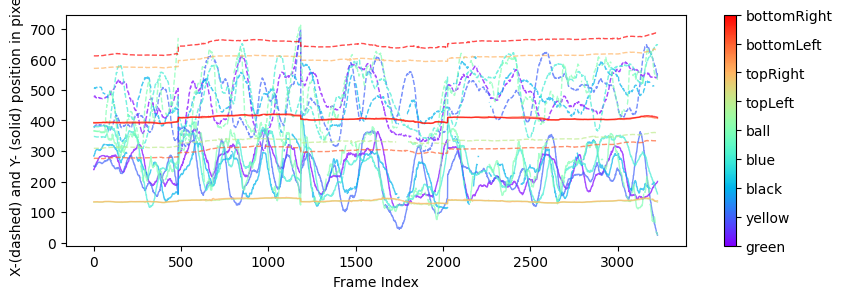 X-(dashed) and Y- (solid) position in pixe
700
600
500
400
300
200
100
0
0
500
1000
1500
2000
2500
3000
Frame Index
bottomRight
bottomLeft
topRight
topLeft
ball
blue
black
yellow
green